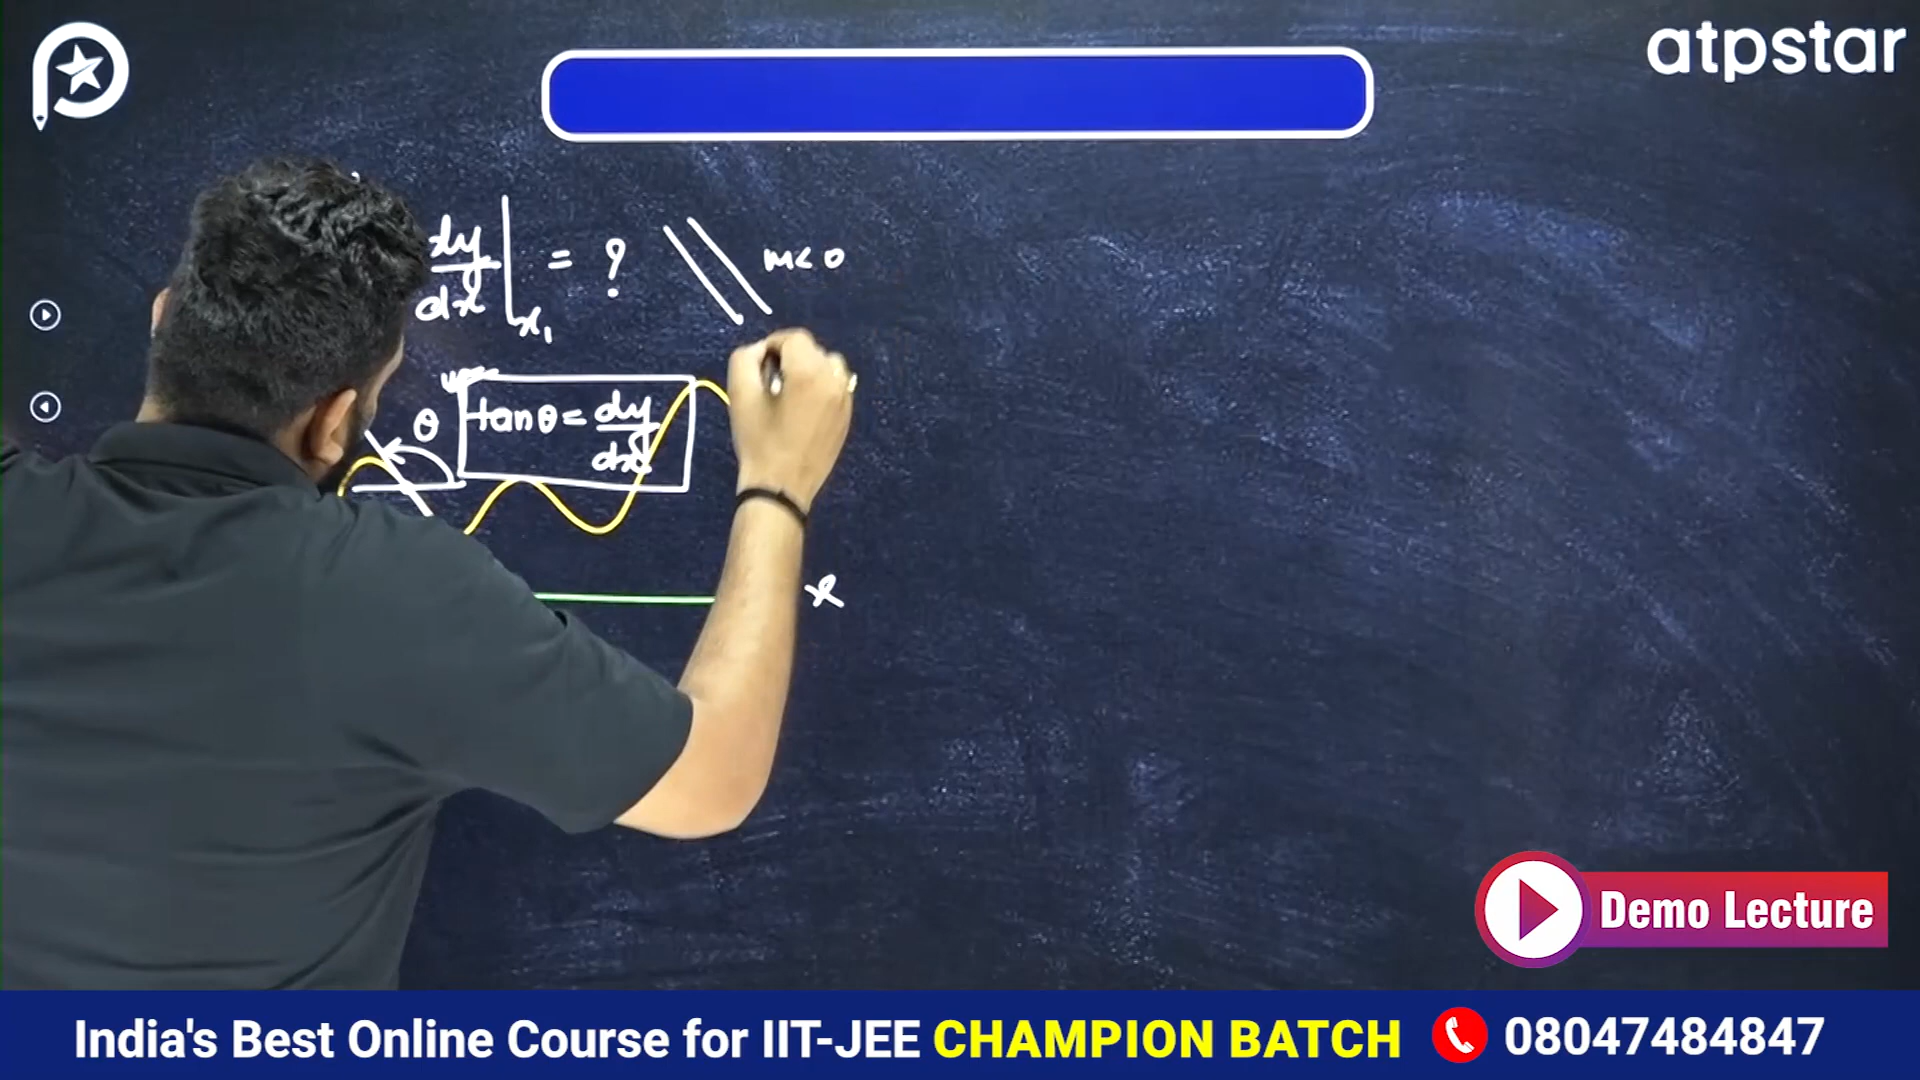 atpstar
dy/dx | x₁ = ? m<0
θ tanθ = dy/dx
x
Demo Lecture
India's Best Online Course for IIT-JEE CHAMPION BATCH 08047484847